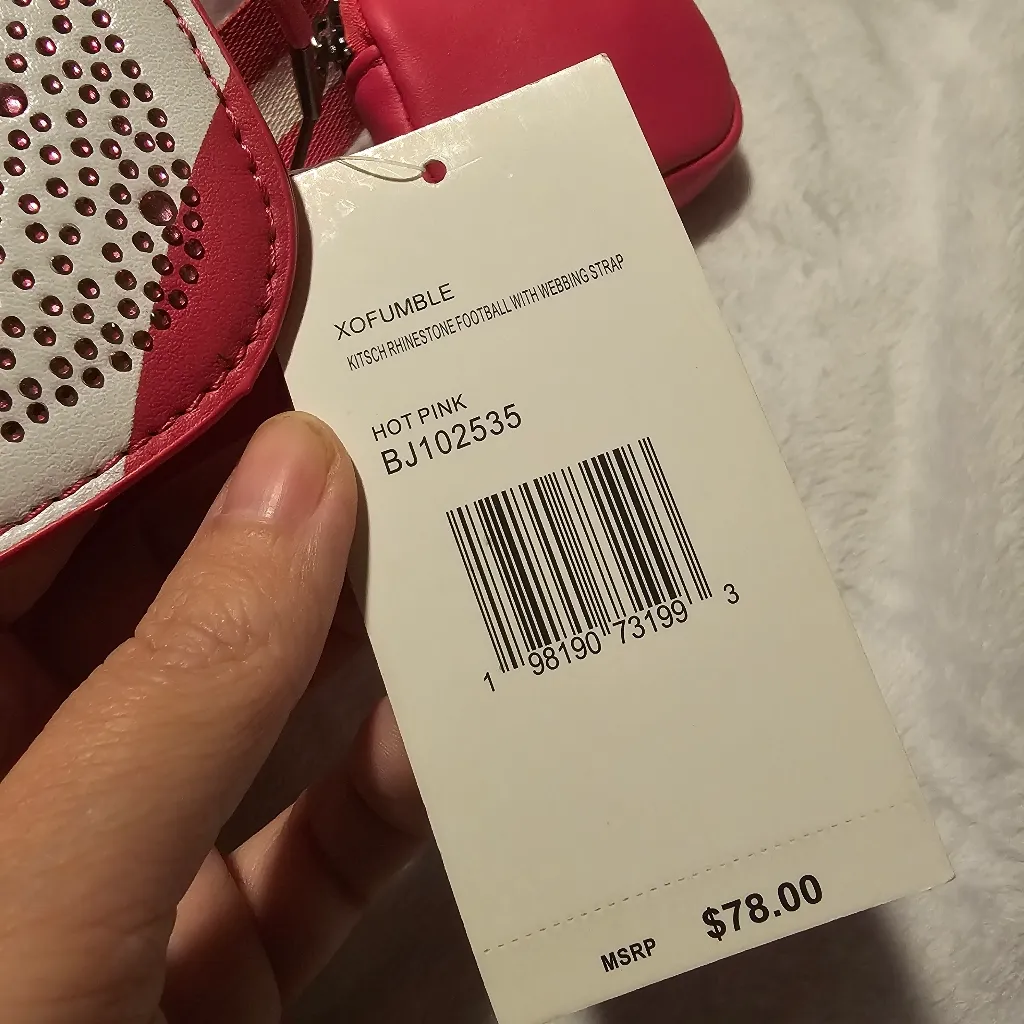 XOFUMBLE
KITSCH RHINESTONE FOOTBALL WITH WEBBING STRAP
HOT PINK
BJ102535
1 98190 73199 3
MSRP $78.00